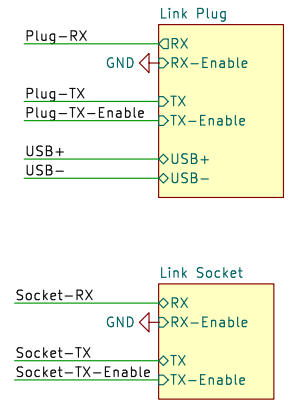 Link Plug
Plug-RX RX
GND RX-Enable
Plug-TX TX
Plug-TX-Enable TX-Enable
USB+ USB+
USB- USB-
Link Socket
Socket-RX RX
GND RX-Enable
Socket-TX TX
Socket-TX-Enable TX-Enable